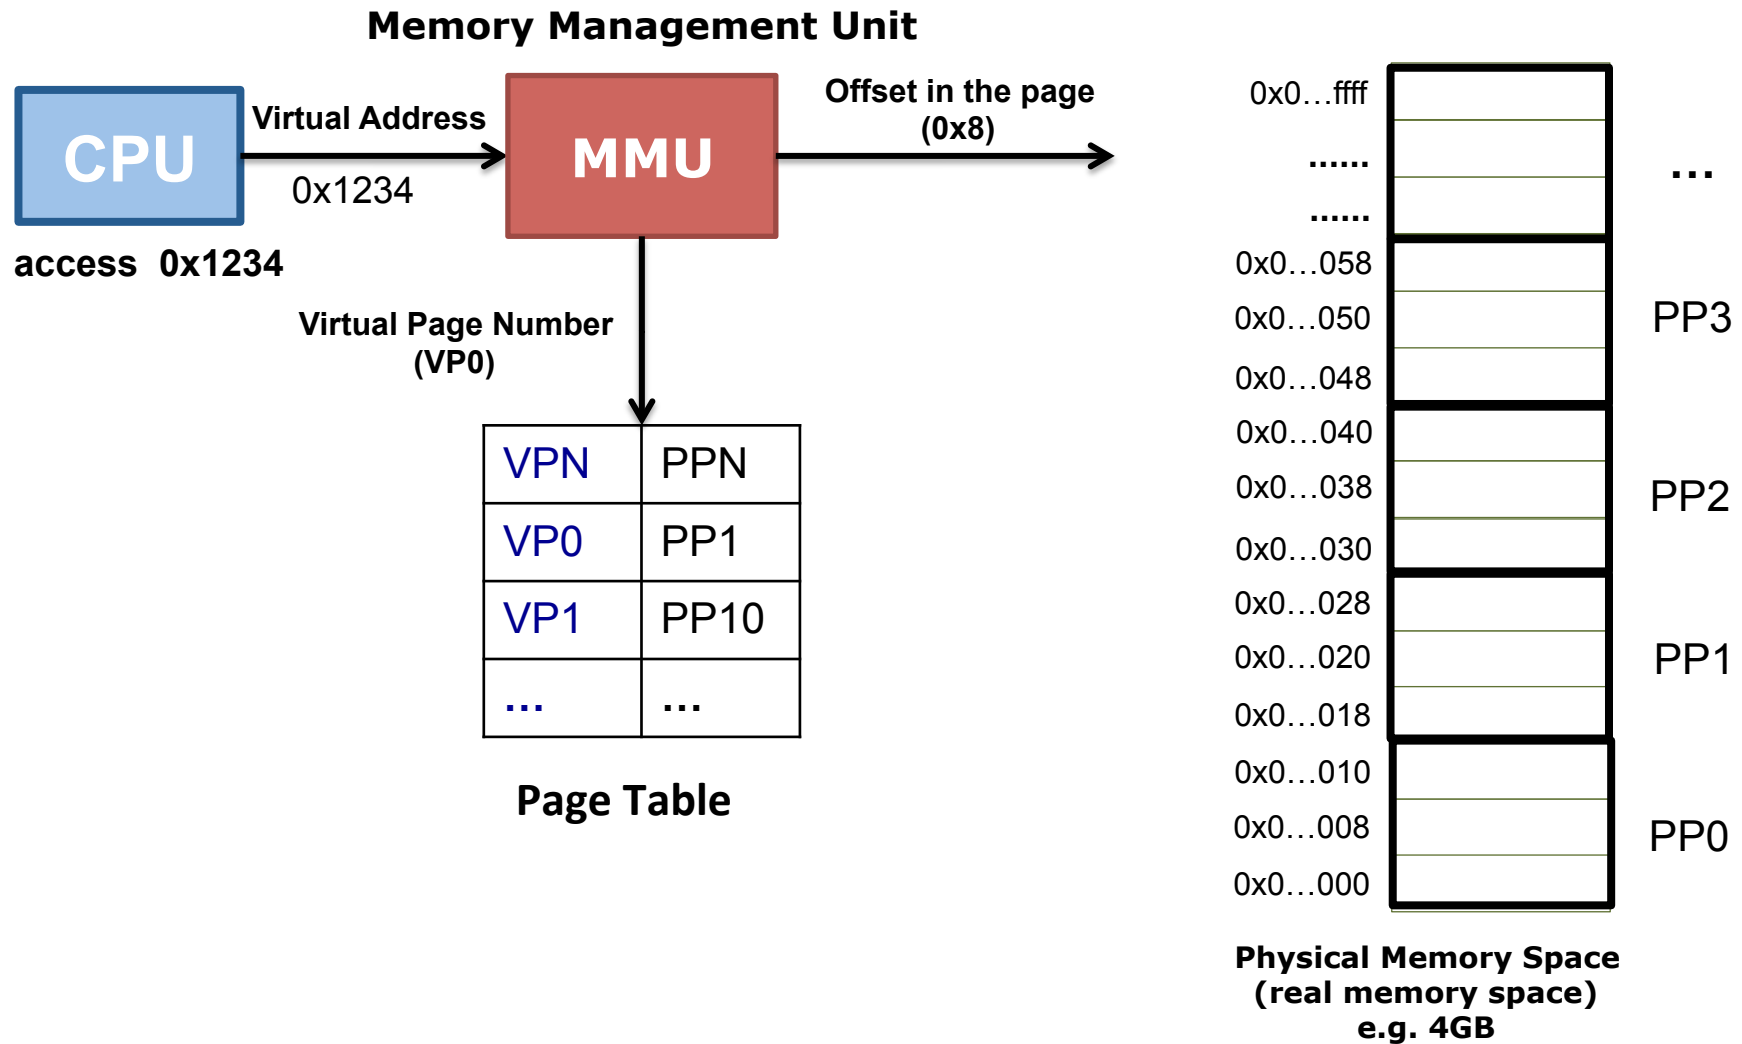 Memory Management Unit
CPU
Virtual Address
0x1234
access 0x1234
MMU
Offset in the page
(0x8)
Virtual Page Number
(VP0)
VPN PPN
VP0 PP1
VP1 PP10
... ...
Page Table
0x0...ffff
......
......
...
0x0...058
0x0...050
0x0...048
PP3
0x0...040
0x0...038
0x0...030
PP2
0x0...028
0x0...020
0x0...018
PP1
0x0...010
0x0...008
0x0...000
PP0
Physical Memory Space
(real memory space)
e.g. 4GB